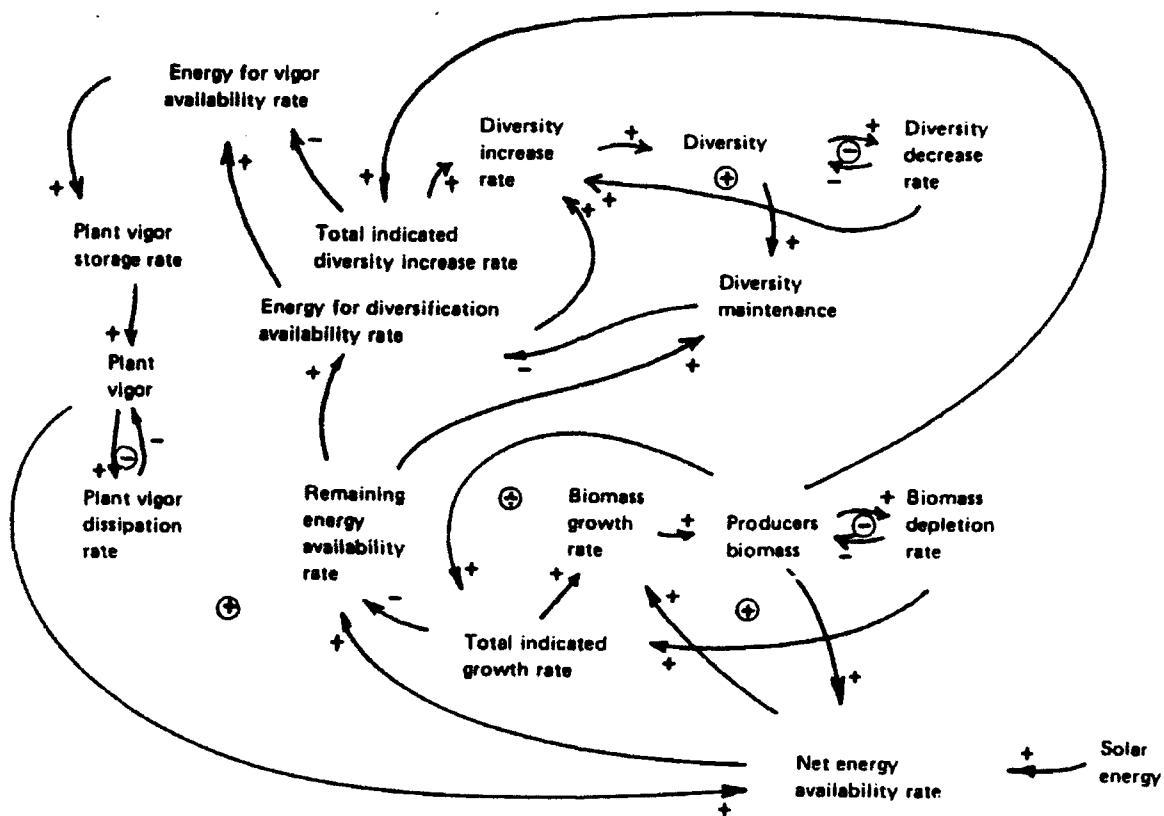 Energy for vigor
availability rate
Diversity
increase
rate
Diversity
Diversity
decrease
rate
Plant vigor
storage rate
Total indicated
diversity increase rate
Energy for diversification
availability rate
Diversity
maintenance
Plant
vigor
Plant vigor
dissipation
rate
Remaining
energy
availability
rate
Biomass
growth
rate
Producers
biomass
Biomass
depletion
rate
Total indicated
growth rate
Net energy
availability rate
Solar
energy